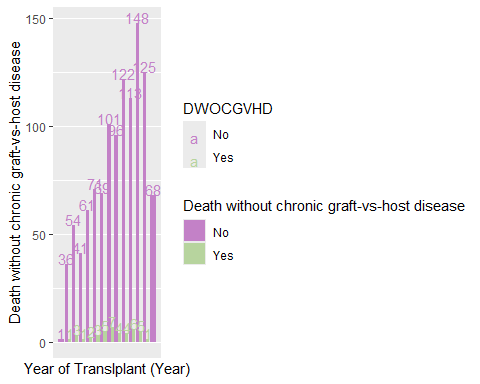 150
100
50
0
Death without chronic graft-vs-host disease
1
36
54
41
61
71
69
101
96
122
113
148
125
68
Year of Translplant (Year)
DWOCGVHD
a No
a Yes
Death without chronic graft-vs-host disease
No
Yes